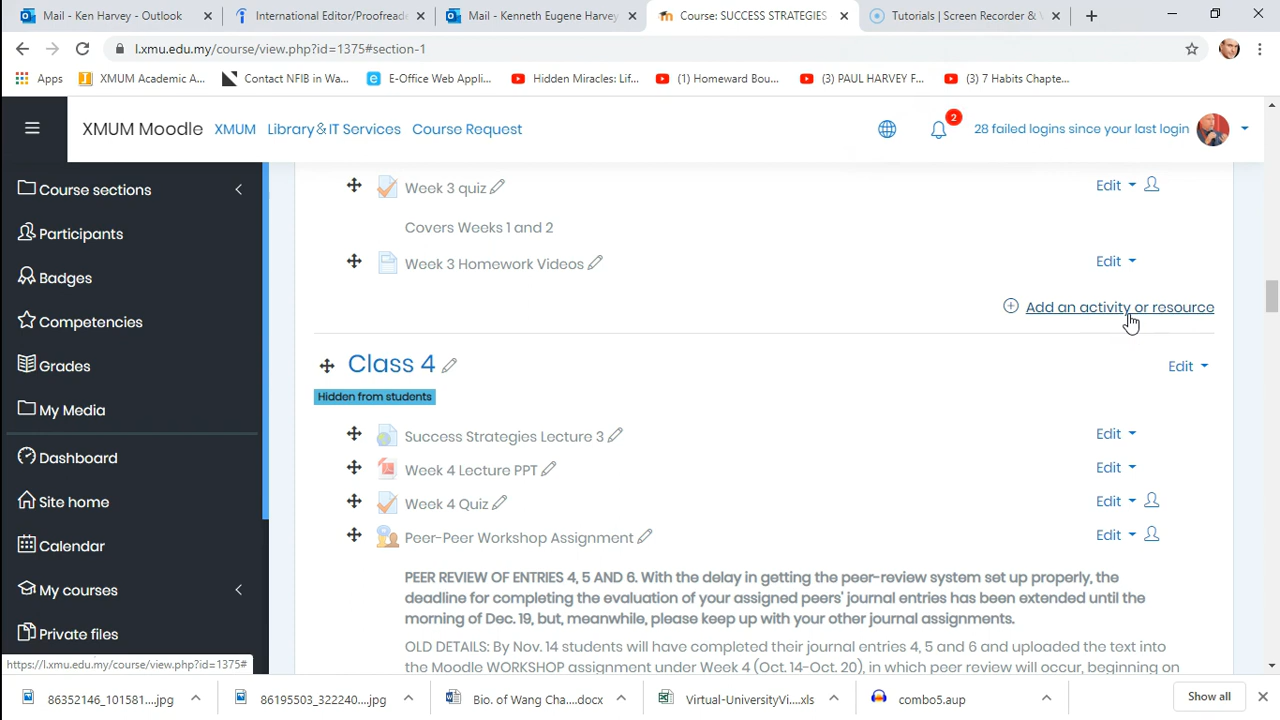 Mail - Ken Harvey - Outlook
International Editor/Proofreade
Mail - Kenneth Eugene Harvey
Course: SUCCESS STRATEGIES
Tutorials | Screen Recorder & V
l.xmu.edu.my/course/view.php?id=1375#section-1
Apps
XMUM Academic A...
Contact NFIB in Wa...
E-Office Web Appli...
Hidden Miracles: Lif...
(1) Homeward Bou...
(3) PAUL HARVEY F...
(3) 7 Habits Chapte...
XMUM Moodle
XMUM
Library & IT Services
Course Request
2
28 failed logins since your last login
Course sections
Participants
Badges
Competencies
Grades
My Media
Dashboard
Site home
Calendar
My courses
Private files
Week 3 quiz
Edit
Covers Weeks 1 and 2
Week 3 Homework Videos
Edit
Add an activity or resource
Class 4
Edit
Hidden from students
Success Strategies Lecture 3
Edit
Week 4 Lecture PPT
Edit
Week 4 Quiz
Edit
Peer-Peer Workshop Assignment
Edit
PEER REVIEW OF ENTRIES 4, 5 AND 6. With the delay in getting the peer-review system set up properly, the
deadline for completing the evaluation of your assigned peers' journal entries has been extended until the
morning of Dec. 19, but, meanwhile, please keep up with your other journal assignments.
OLD DETAILS: By Nov. 14 students will have completed their journal entries 4, 5 and 6 and uploaded the text into
the Moodle WORKSHOP assignment under Week 4 (Oct. 14-Oct. 20), in which peer review will occur, beginning on
https://l.xmu.edu.my/course/view.php?id=1375#
86352146_101581....jpg
86195503_322240....jpg
Bio. of Wang Cha....docx
Virtual-UniversityVi....xls
combo5.aup
Show all